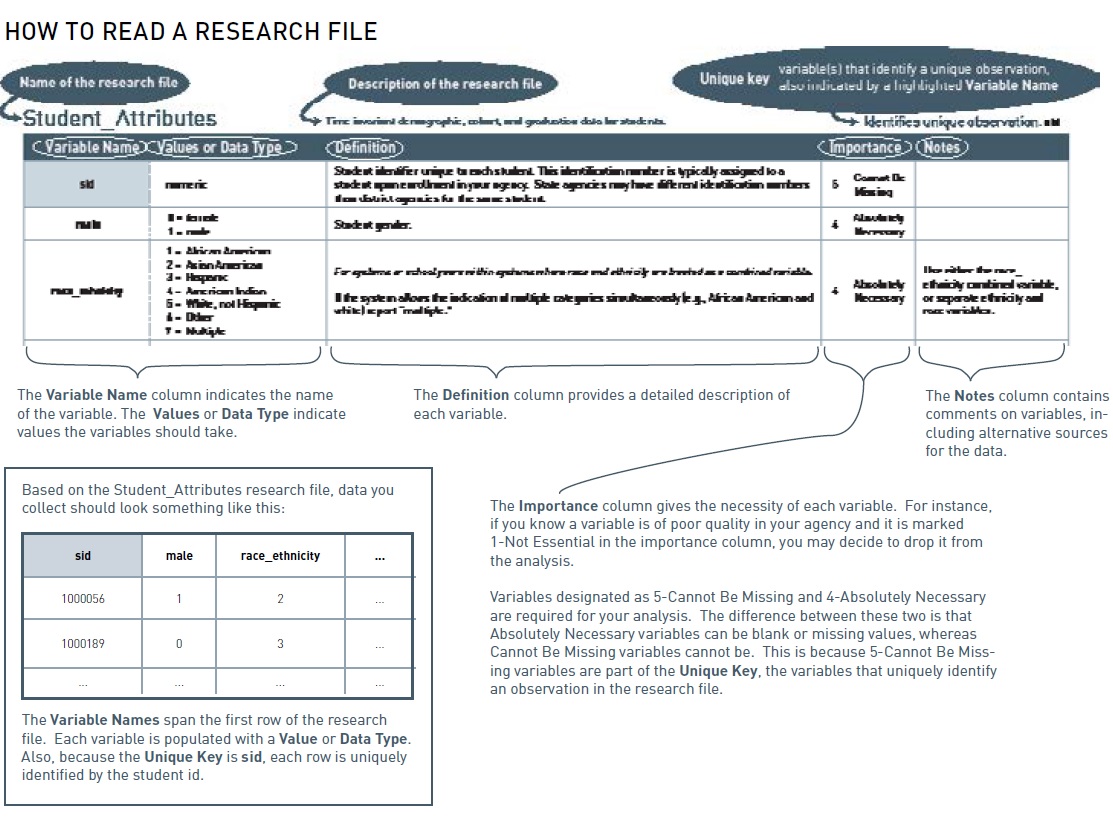 HOW TO READ A RESEARCH FILE
Name of the research file
Description of the research file
Unique key variable(s) that identify a unique observation,
also indicated by a highlighted Variable Name
Student_Attributes
Time invariant demographic, cohort, and graduation data for students.
Identifies unique observation.
Variable Name
Values or Data Type
Definition
Importance
Notes
sid
numeric
Student identifier unique to each student. This identification number is typically assigned to a
student upon enrollment in your agency. State agencies may have different identification numbers
than district agencies for the same student.
5
Cannot Be
Missing
male
0 = female
1 = male
Student gender.
4
Absolutely
Necessary
race_ethnicity
1 = African American
2 = Asian American
3 = Hispanic
4 = American Indian
5 = White, not Hispanic
6 = Other
7 = Multiple
For systems or school years within systems where race and ethnicity are treated as a combined variable.
If the system allows the indication of multiple categories simultaneously (e.g., African American and
white) report "multiple."
4
Absolutely
Necessary
Use either the race_
ethnicity combined variable,
or separate ethnicity and
race variables.
The Variable Name column indicates the name
of the variable. The Values or Data Type indicate
values the variables should take.
The Definition column provides a detailed description of
each variable.
The Notes column contains
comments on variables, in-
cluding alternative sources
for the data.
Based on the Student_Attributes research file, data you
collect should look something like this:
sid male race_ethnicity ...
1000056 1 2 ...
1000189 0 3 ...
... ... ... ...
The Variable Names span the first row of the research
file. Each variable is populated with a Value or Data Type.
Also, because the Unique Key is sid, each row is uniquely
identified by the student id.
The Importance column gives the necessity of each variable. For instance,
if you know a variable is of poor quality in your agency and it is marked
1-Not Essential in the importance column, you may decide to drop it from
the analysis.
Variables designated as 5-Cannot Be Missing and 4-Absolutely Necessary
are required for your analysis. The difference between these two is that
Absolutely Necessary variables can be blank or missing values, whereas
Cannot Be Missing variables cannot be. This is because 5-Cannot Be Miss-
ing variables are part of the Unique Key, the variables that uniquely identify
an observation in the research file.